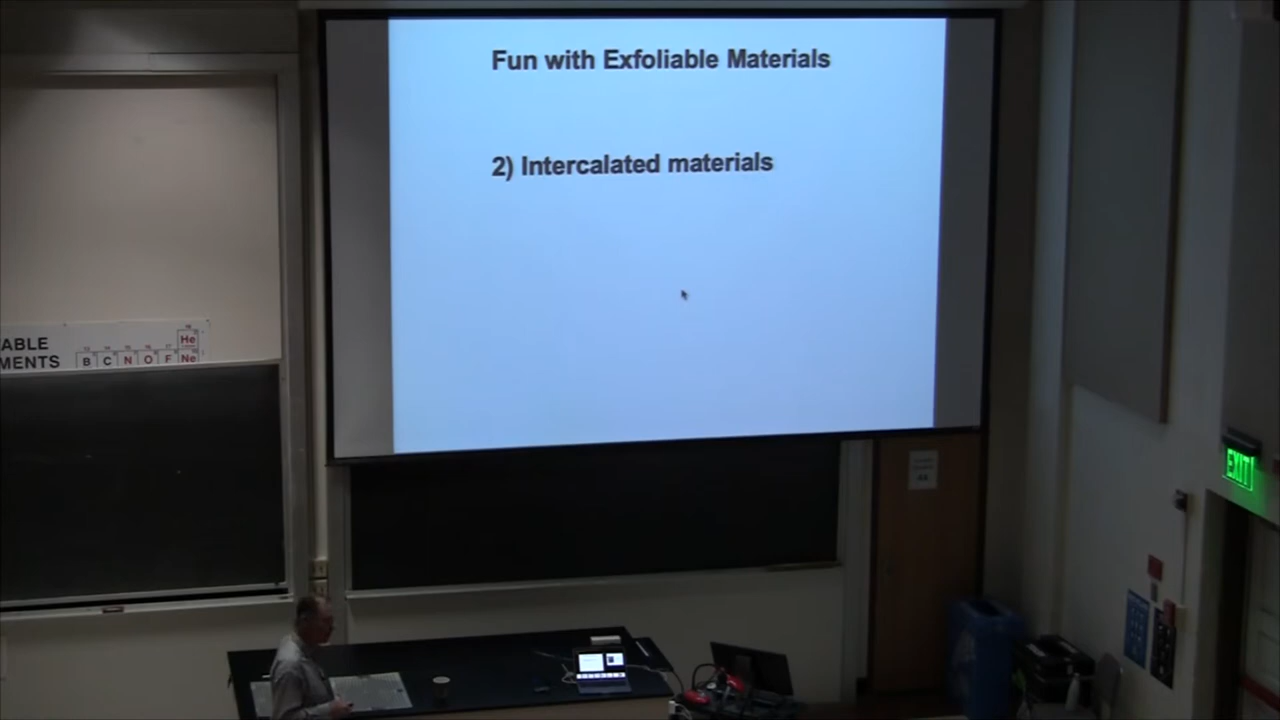 Fun with Exfoliable Materials
2) Intercalated materials
ABLE
MENTS
He
B C N O F Ne
EXIT